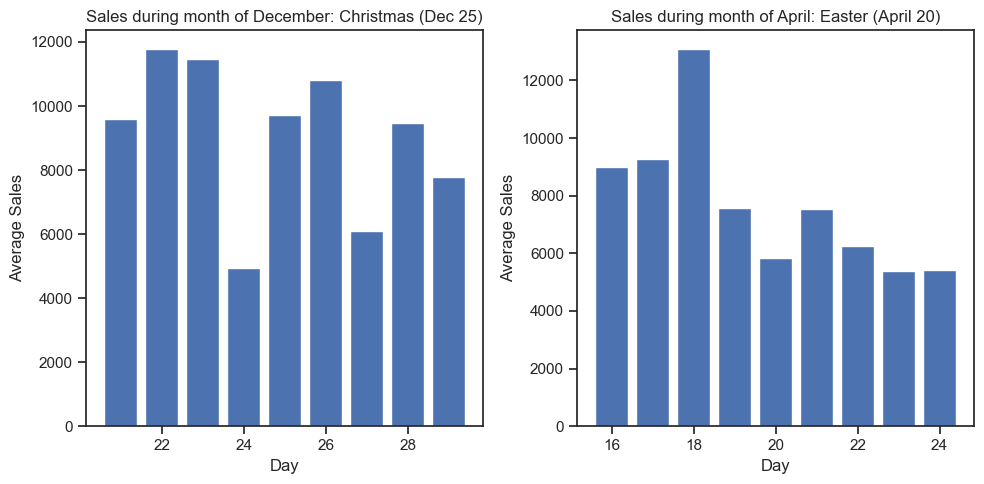 Sales during month of December: Christmas (Dec 25)
12000
10000
8000
6000
4000
2000
0
Average Sales
22 24 26 28
Day
Sales during month of April: Easter (April 20)
12000
10000
8000
6000
4000
2000
0
Average Sales
16 18 20 22 24
Day